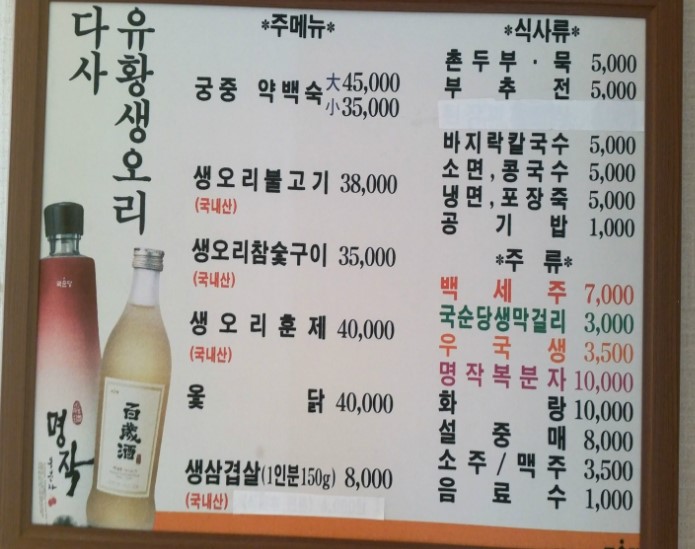 다사
유황생오리
*주메뉴*
궁중 약백숙 大45,000
小35,000
생오리불고기 38,000
(국내산)
생오리참숯구이 35,000
(국내산)
생오리훈제 40,000
(국내산)
옻닭 40,000
생삼겹살(1인분150g) 8,000
(국내산)
*식사류*
촌두부·묵 5,000
부추전 5,000
바지락칼국수 5,000
소면,콩국수 5,000
냉면,포장죽 5,000
공기밥 1,000
*주류*
백세주 7,000
국순당생막걸리 3,000
우국생 3,500
명작복분자 10,000
화랑 10,000
설중매 8,000
소주/맥주 3,500
음료수 1,000
명작
百歲酒